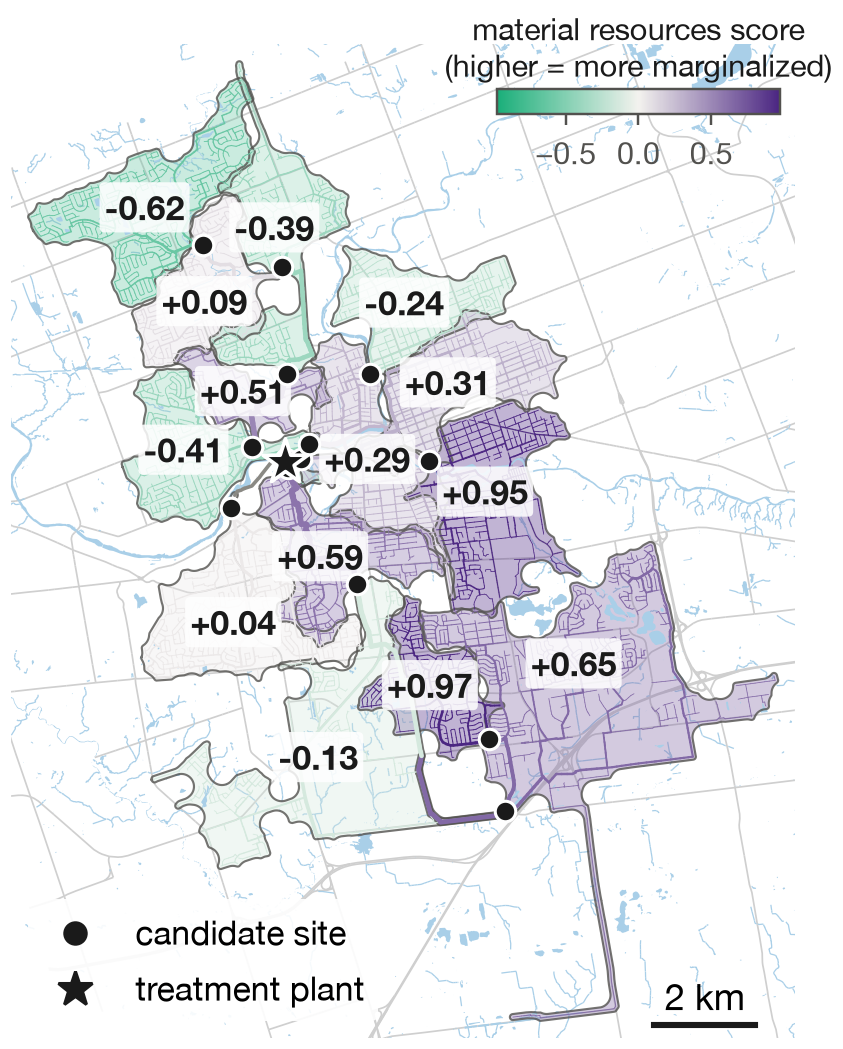 material resources score
(higher = more marginalized)
−0.5 0.0 0.5
-0.62
-0.39
+0.09
-0.24
+0.51
+0.31
-0.41
+0.29
+0.95
+0.59
+0.04
+0.65
+0.97
-0.13
candidate site
treatment plant
2 km